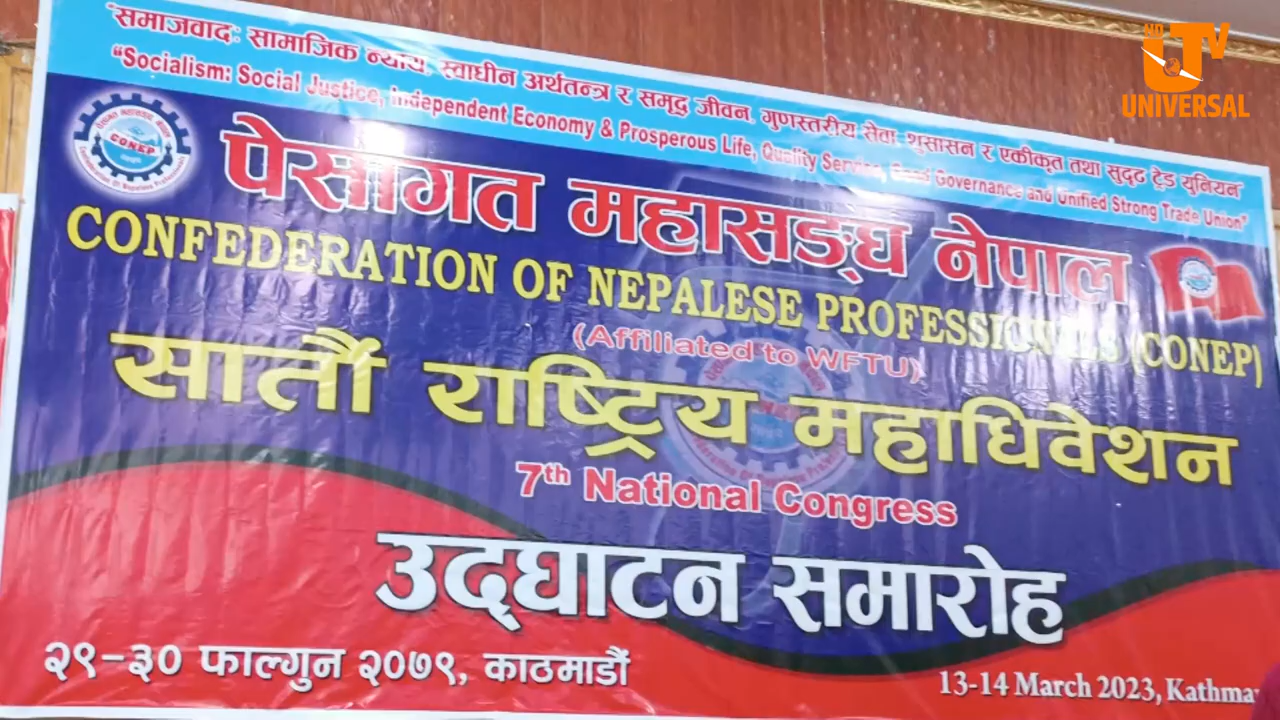 HD
TV
UNIVERSAL
"समाजवादः सामाजिक न्याय, स्वाधीन अर्थतन्त्र र समृद्ध जीवन, गुणस्तरीय सेवा, शुसासन र एकीकृत तथा सुदृढ ट्रेड युनियन"
"Socialism: Social Justice, Independent Economy & Prosperous Life, Quality Service, Good Governance and Unified Strong Trade Union"
CONEP
पेसागत महासङ्घ नेपाल
CONFEDERATION OF NEPALESE PROFESSIONALS (CONEP)
(Affiliated to WFTU)
सातौं राष्ट्रिय महाधिवेशन
7th National Congress
उद्घाटन समारोह
२९-३० फाल्गुन २०७९, काठमाडौं
13-14 March 2023, Kathma